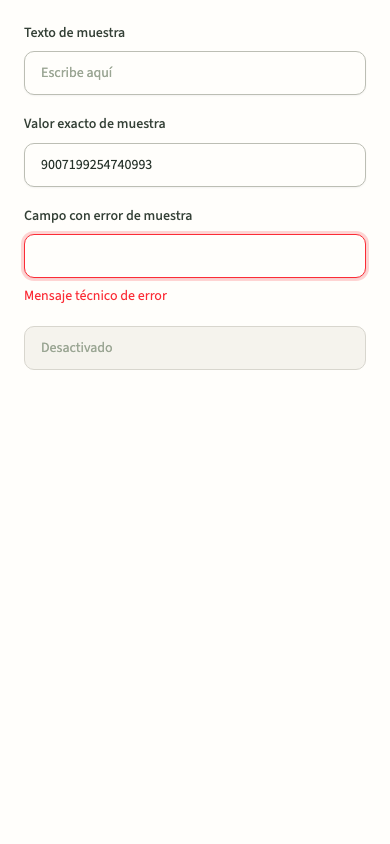 Texto de muestra
Escribe aquí
Valor exacto de muestra
9007199254740993
Campo con error de muestra
Mensaje técnico de error
Desactivado